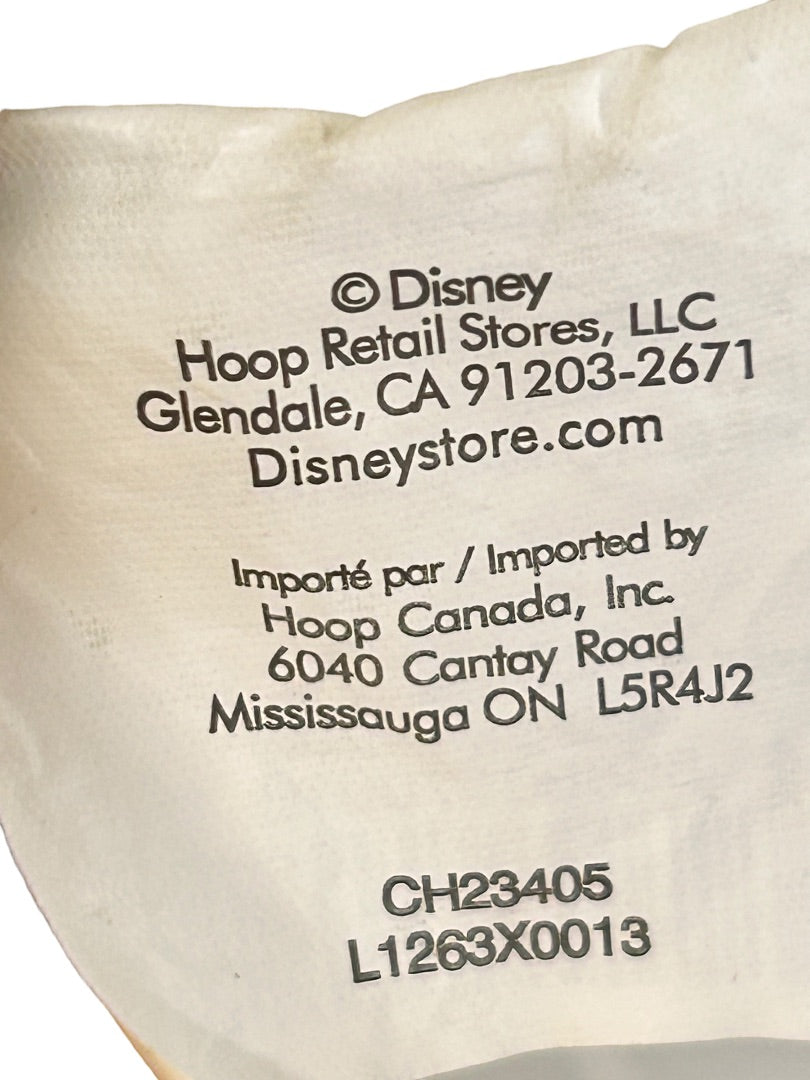 © Disney
Hoop Retail Stores, LLC
Glendale, CA 91203-2671
Disneystore.com
Importé par / Imported by
Hoop Canada, Inc.
6040 Cantay Road
Mississauga ON L5R4J2
CH23405
L1263X0013